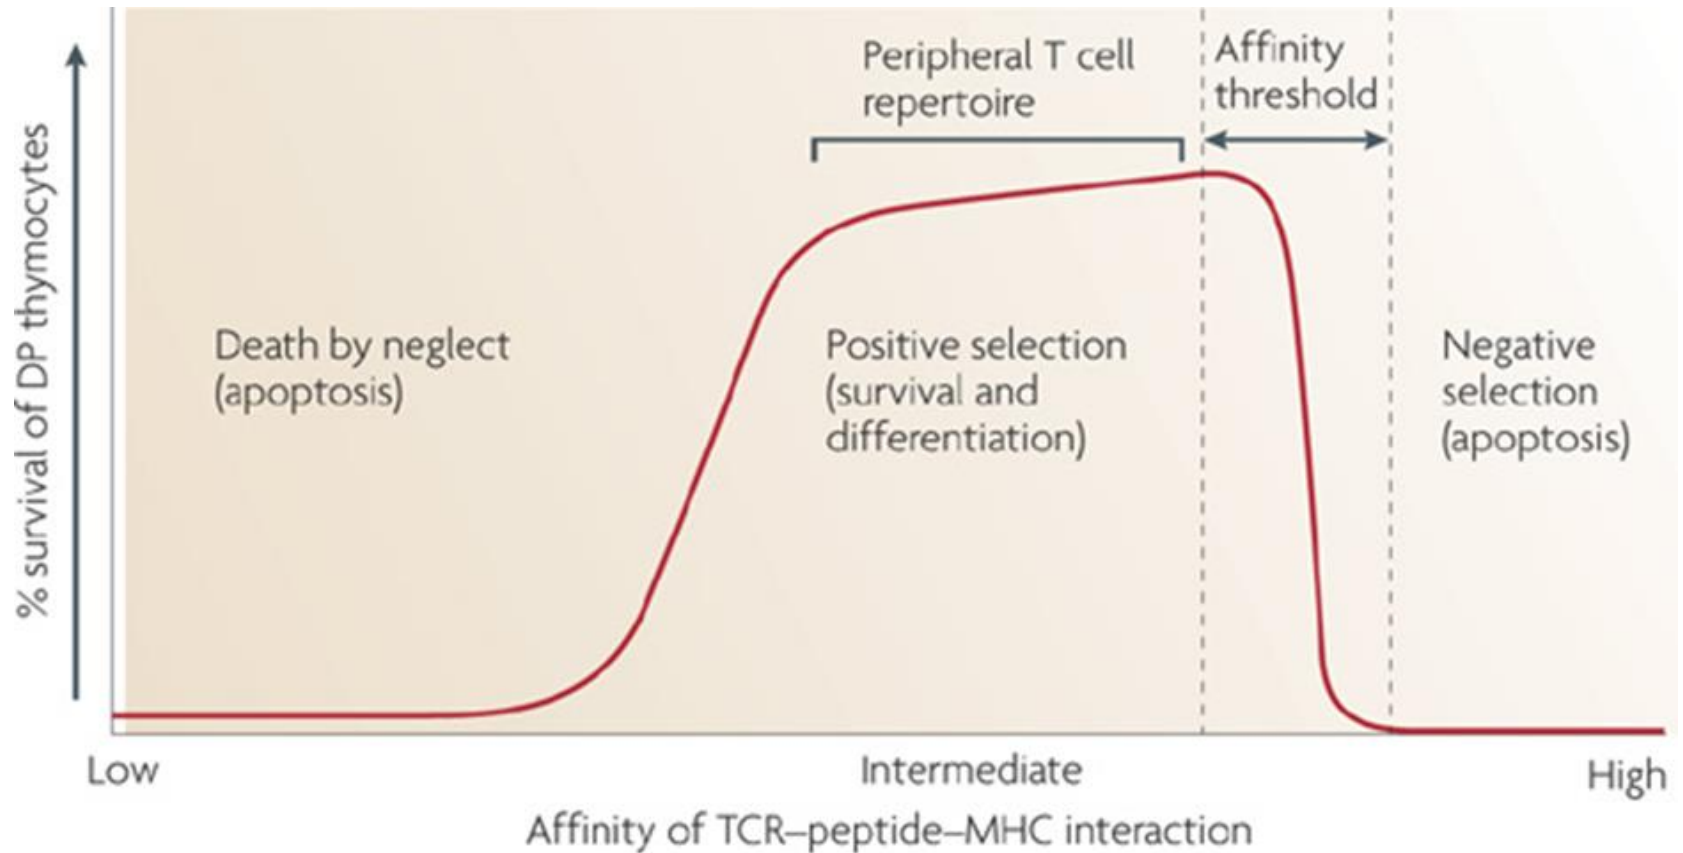 % survival of DP thymocytes
Peripheral T cell
repertoire
Affinity
threshold
Death by neglect
(apoptosis)
Positive selection
(survival and
differentiation)
Negative
selection
(apoptosis)
Low
Intermediate
High
Affinity of TCR–peptide–MHC interaction